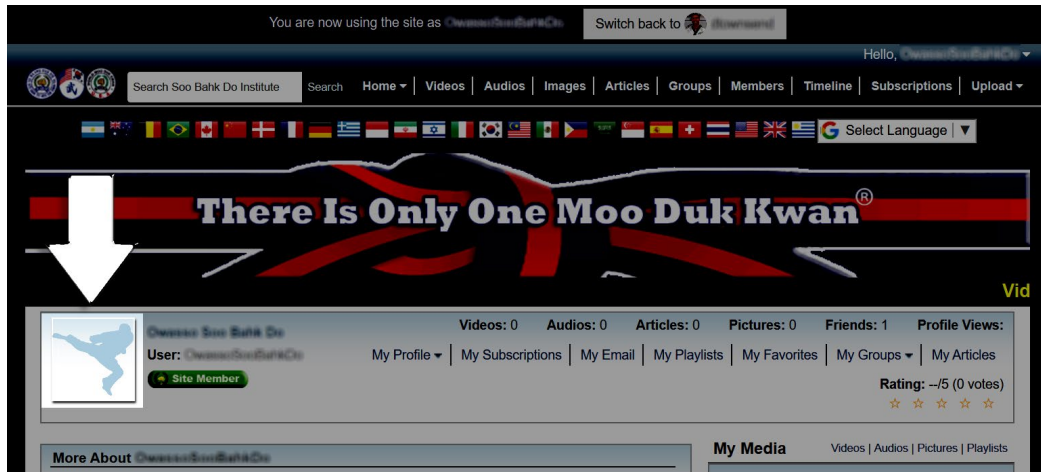 You are now using the site as
Switch back to
Hello,
Search Soo Bahk Do Institute Search Home Videos Audios Images Articles Groups Members Timeline Subscriptions Upload
Select Language
There Is Only One Moo Duk Kwan®
Vid
Videos: 0 Audios: 0 Articles: 0 Pictures: 0 Friends: 1 Profile Views:
User:
My Profile My Subscriptions My Email My Playlists My Favorites My Groups My Articles
Site Member
Rating: --/5 (0 votes)
More About
My Media Videos | Audios | Pictures | Playlists